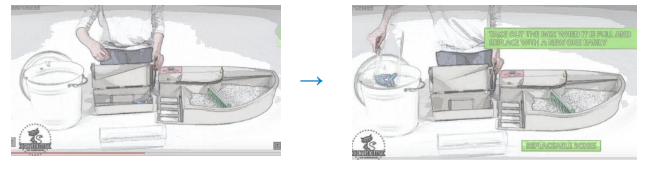 TAKE OUT THE BOX WHEN IT IS FULL AND
REPLACE WITH A NEW ONE EASILY
REPLACEABLE BOXES